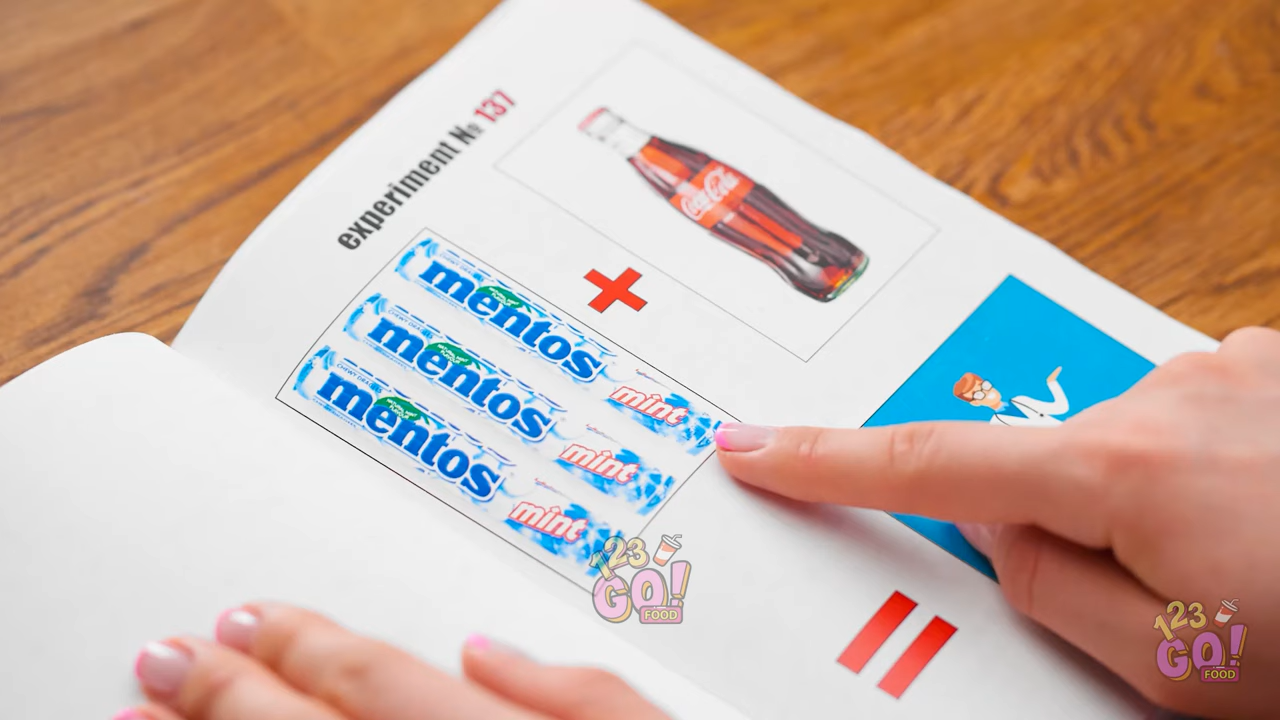 experiment № 137
Coca-Cola
mentos
mint
mentos
mint
mentos
mint
123
GO!
FOOD
123
GO!
FOOD